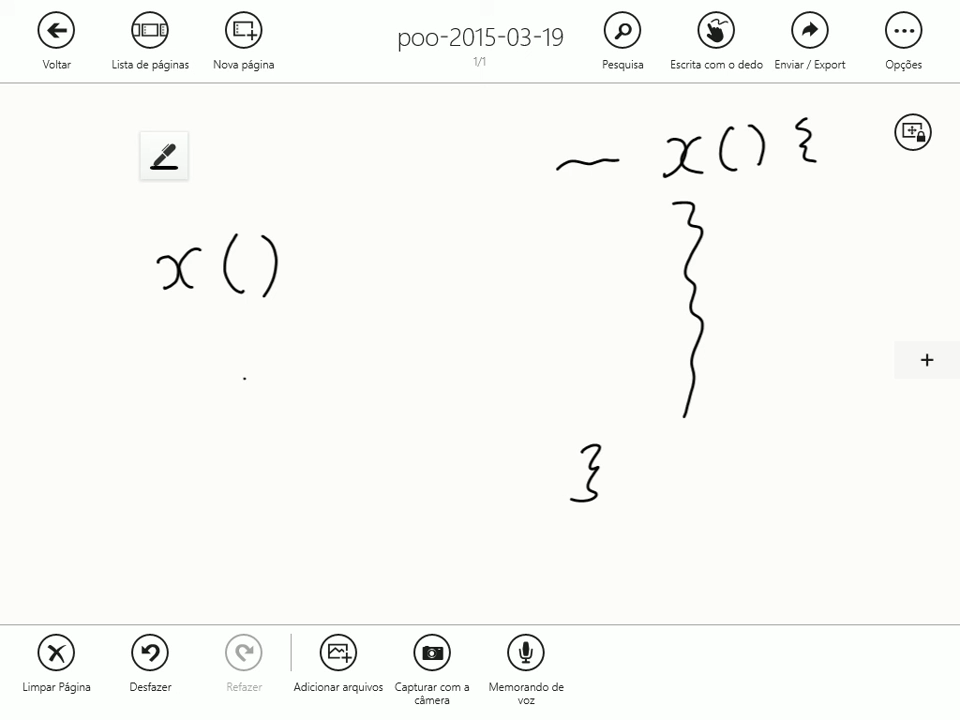 Voltar
Lista de páginas
Nova página
poo-2015-03-19
1/1
Pesquisa
Escrita com o dedo
Enviar / Export
Opções
x() {
x()
}
+
Limpar Página
Desfazer
Refazer
Adicionar arquivos
Capturar com a
câmera
Memorando de
voz